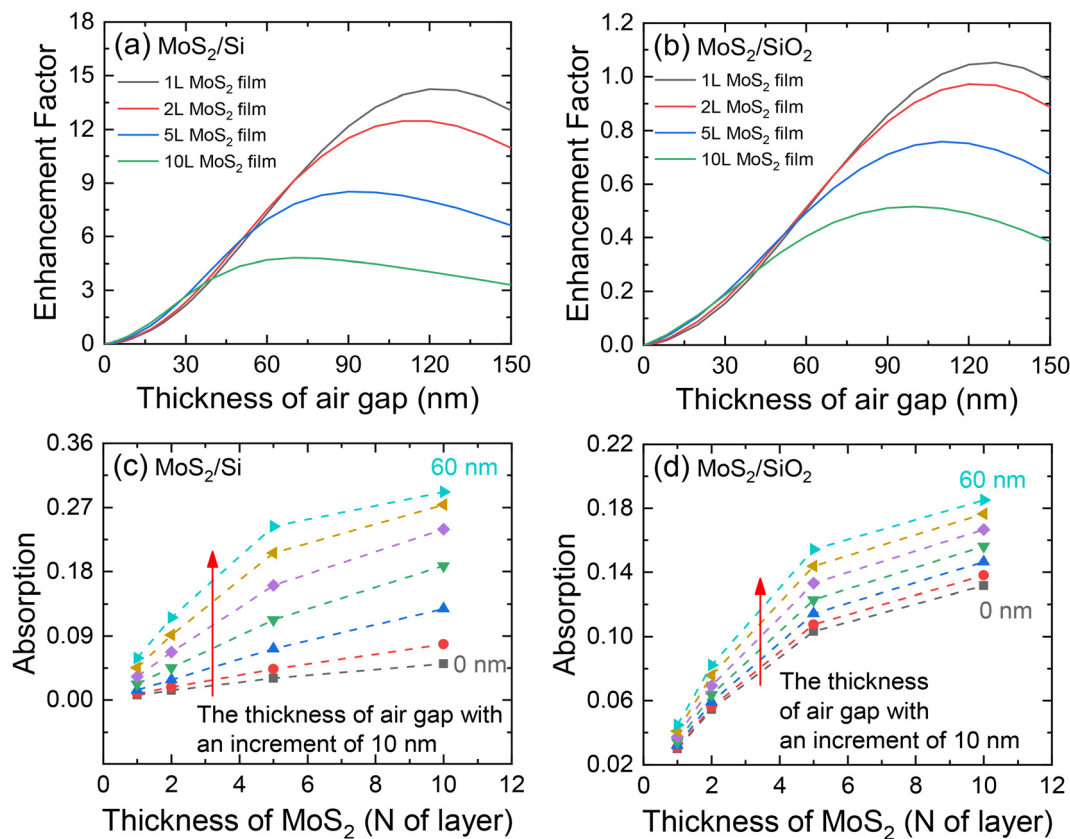 (a) MoS₂/Si
1L MoS₂ film
2L MoS₂ film
5L MoS₂ film
10L MoS₂ film
Enhancement Factor
18
15
12
9
6
3
0
0 30 60 90 120 150
Thickness of air gap (nm)
(b) MoS₂/SiO₂
1L MoS₂ film
2L MoS₂ film
5L MoS₂ film
10L MoS₂ film
Enhancement Factor
1.2
1.0
0.8
0.6
0.4
0.2
0.0
0 30 60 90 120 150
Thickness of air gap (nm)
(c) MoS₂/Si
60 nm
0 nm
The thickness of air gap with
an increment of 10 nm
Absorption
0.36
0.27
0.18
0.09
0.00
0 2 4 6 8 10 12
Thickness of MoS₂ (N of layer)
(d) MoS₂/SiO₂
60 nm
0 nm
The thickness
of air gap with
an increment of 10 nm
Absorption
0.22
0.18
0.14
0.10
0.06
0.02
0 2 4 6 8 10 12
Thickness of MoS₂ (N of layer)